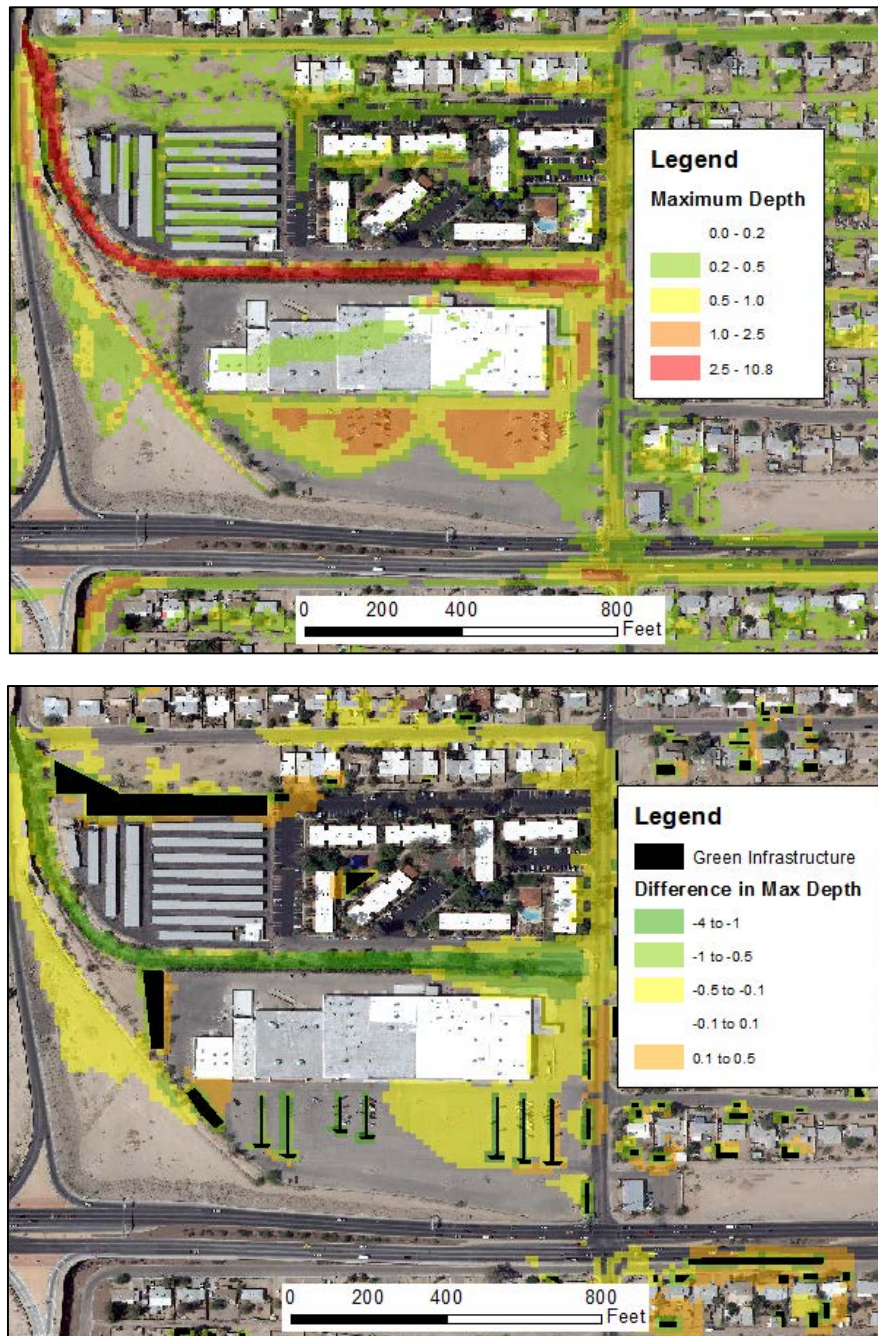 Legend
Maximum Depth
0.0 - 0.2
0.2 - 0.5
0.5 - 1.0
1.0 - 2.5
2.5 - 10.8
0 200 400 800
Feet
Legend
Green Infrastructure
Difference in Max Depth
-4 to -1
-1 to -0.5
-0.5 to -0.1
-0.1 to 0.1
0.1 to 0.5
0 200 400 800
Feet